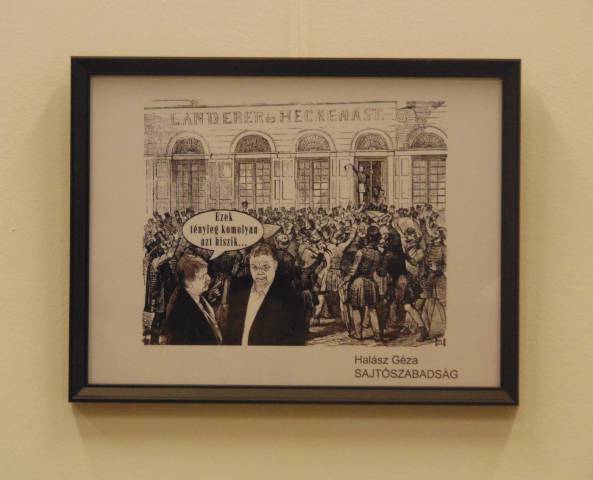 LANDERER és HECKENAST.
Ezek
tényleg komolyan
azt hiszik...
Halász Géza
SAJTÓSZABADSÁG